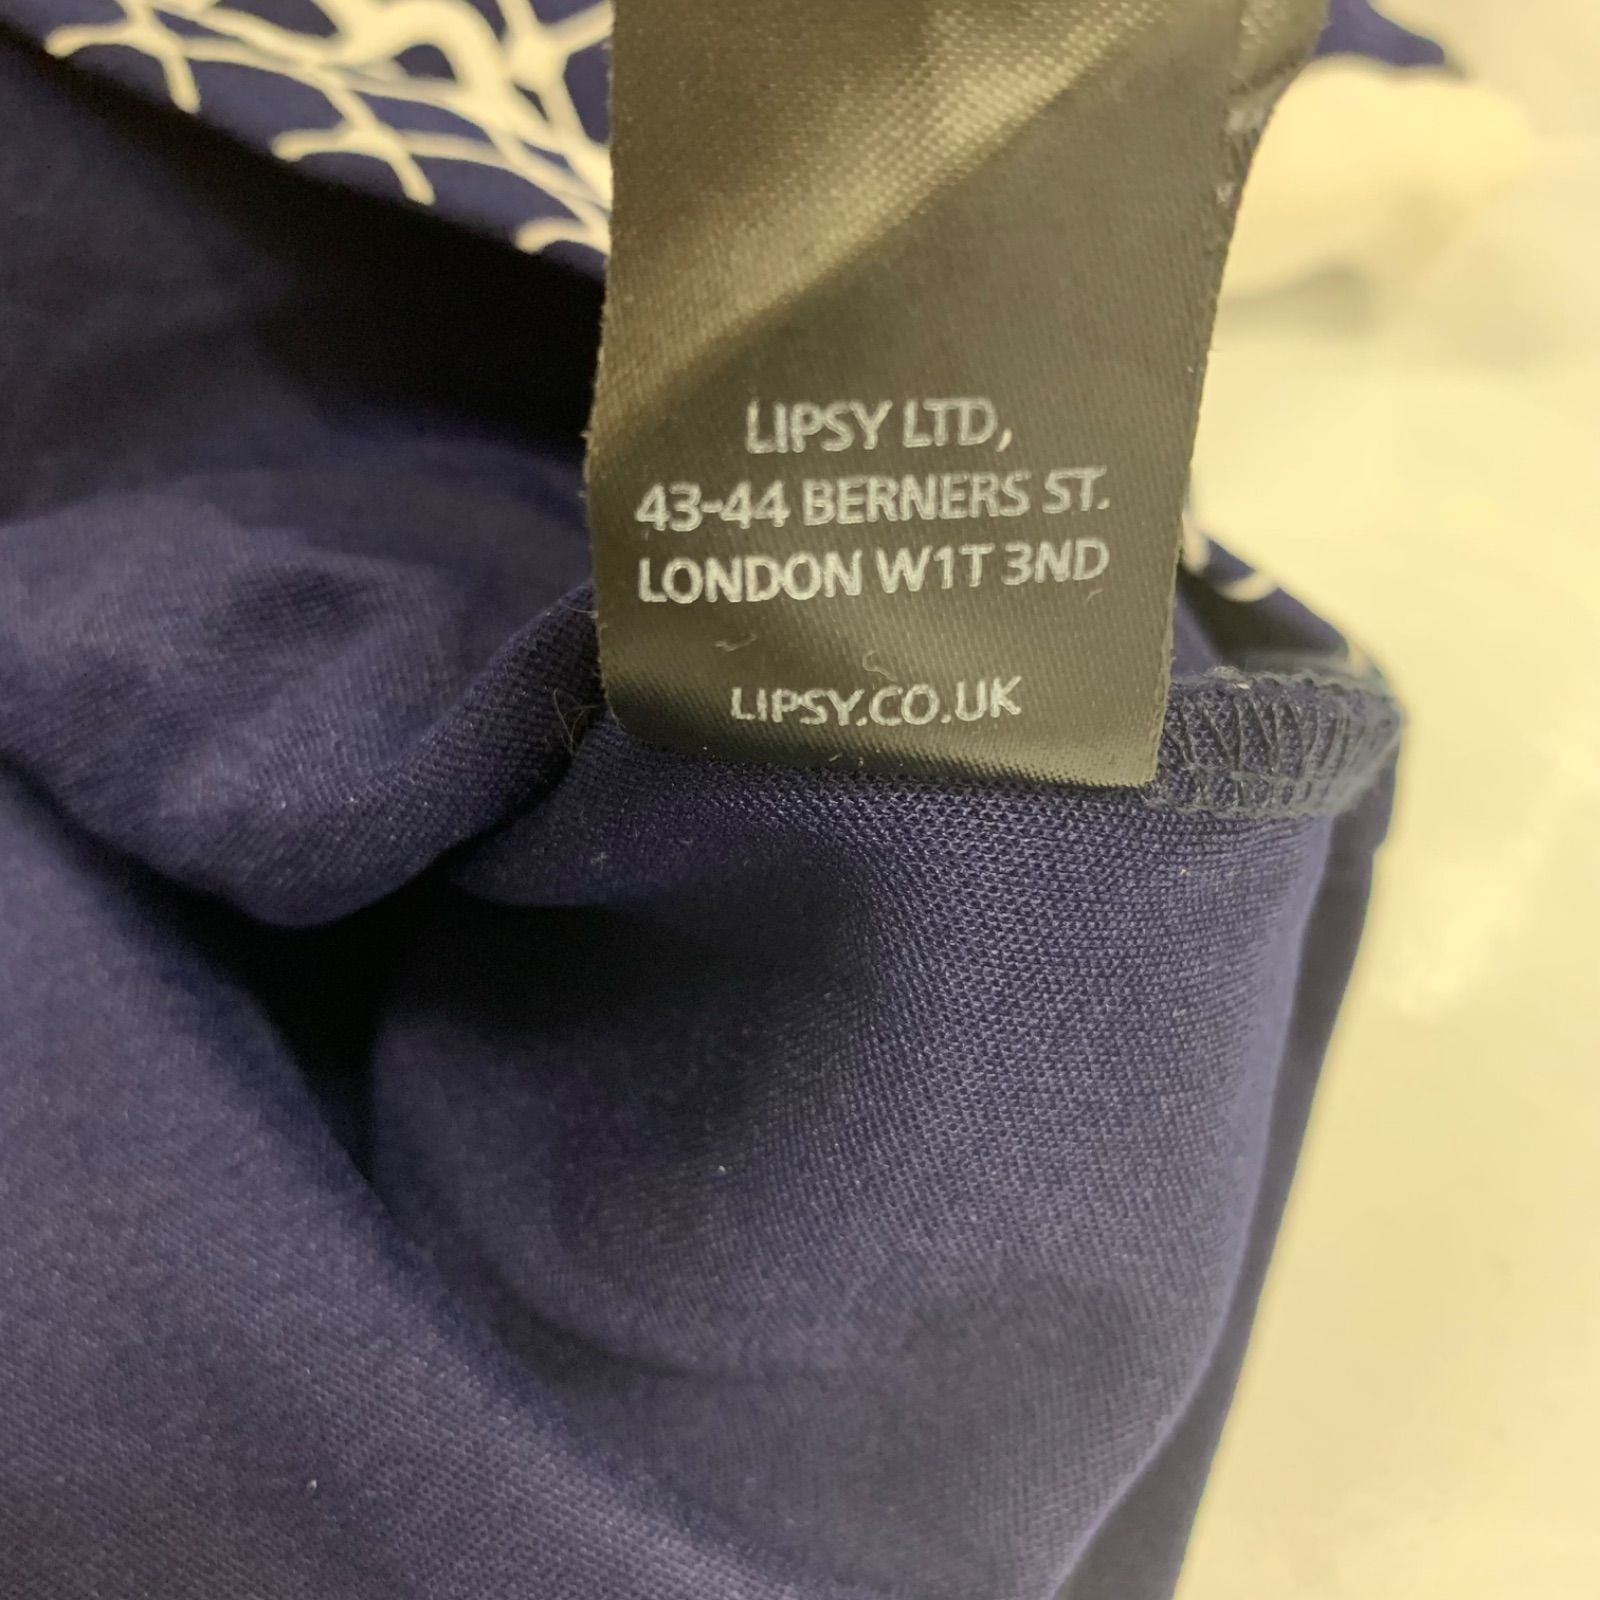 LIPSY LTD,
43-44 BERNERS ST.
LONDON W1T 3ND
LIPSY.CO.UK